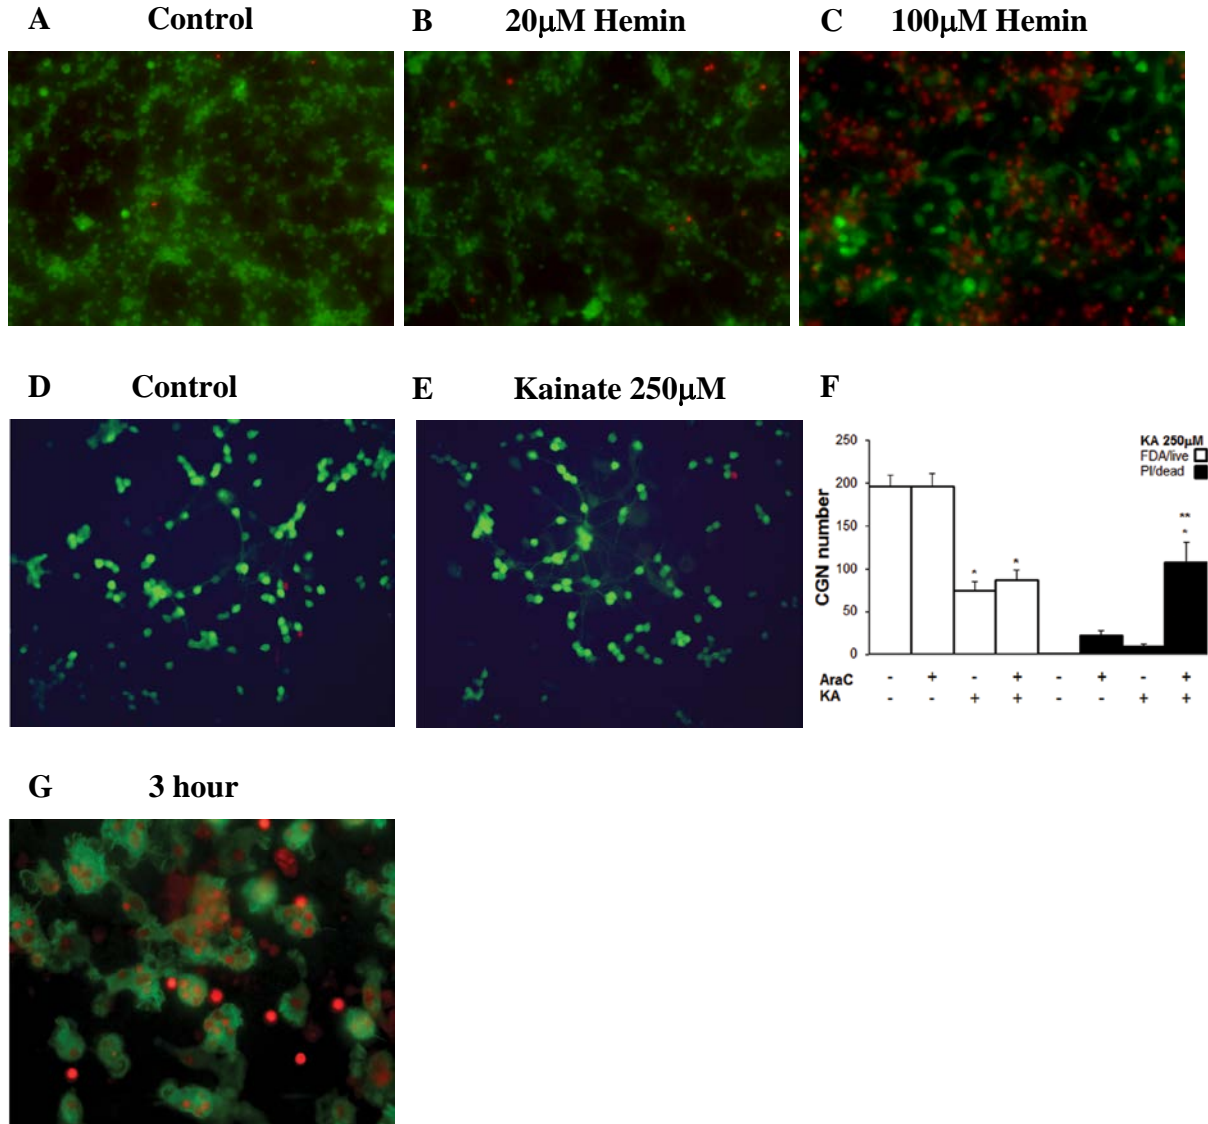 A Control
B 20μM Hemin
C 100μM Hemin
D Control
E Kainate 250μM
F
KA 250μM
FDA/live
PI/dead
CGN number
250
200
150
100
50
0
* * ** *
AraC - + - + - + - +
KA - - + + - - + +
G 3 hour